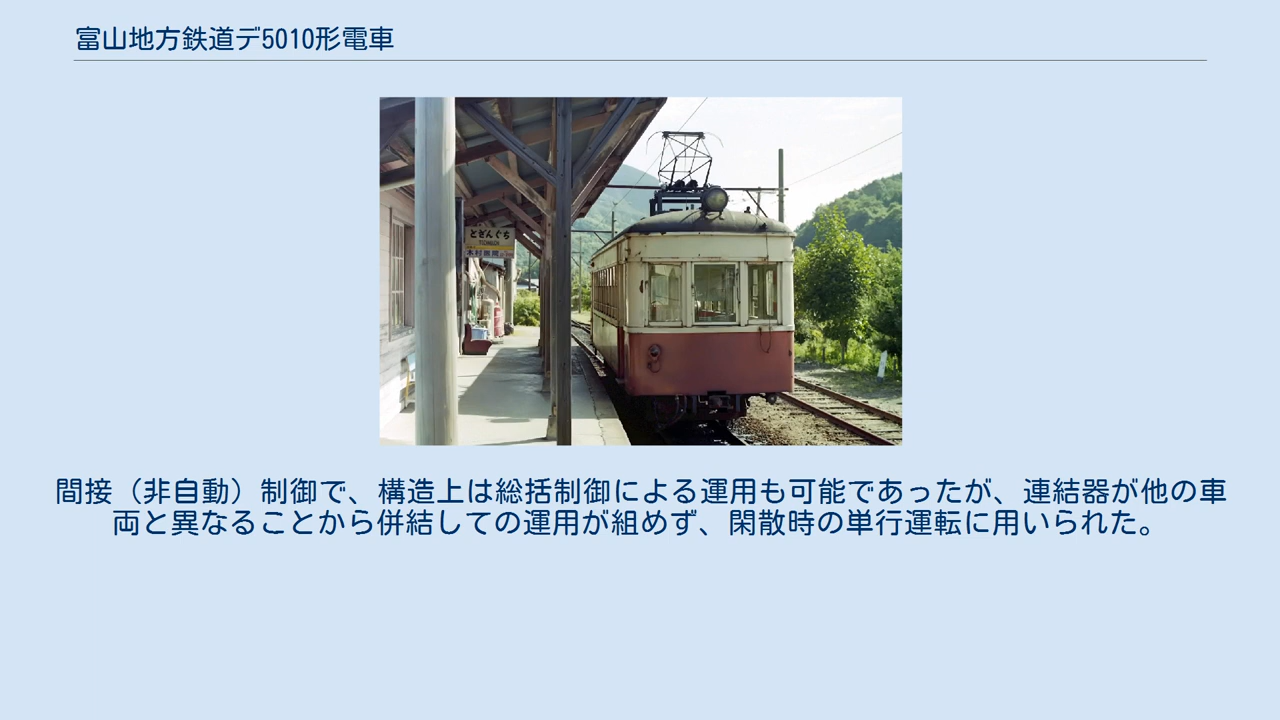 富山地方鉄道デ5010形電車
とざんぐち
間接（非自動）制御で、構造上は総括制御による運用も可能であったが、連結器が他の車
両と異なることから併結しての運用が組めず、閑散時の単行運転に用いられた。